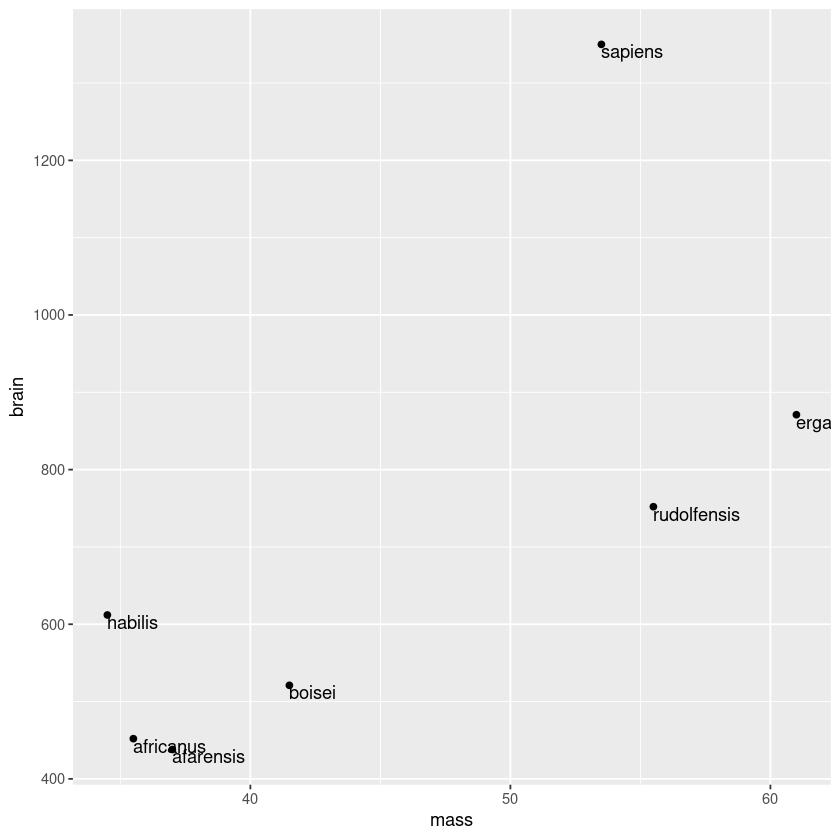 sapiens
1200
1000
brain
erga
800
rudolfensis
600
habilis
boisei
africanus
afarensis
400
40
50
60
mass